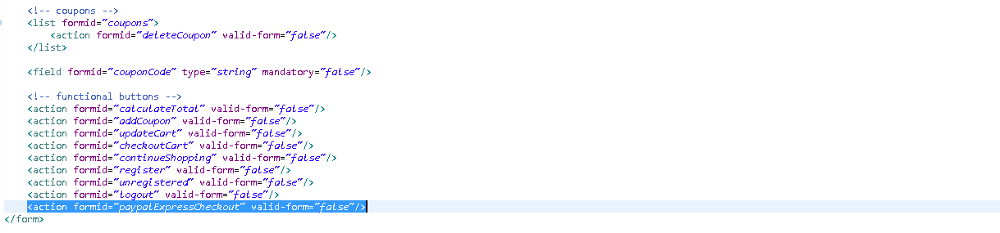 <!-- coupons -->
<list formid="coupons">
<action formid="deleteCoupon" valid-form="false"/>
</list>
<field formid="couponCode" type="string" mandatory="false"/>
<!-- functional buttons -->
<action formid="calculateTotal" valid-form="false"/>
<action formid="addCoupon" valid-form="false"/>
<action formid="updateCart" valid-form="false"/>
<action formid="checkoutCart" valid-form="false"/>
<action formid="continueShopping" valid-form="false"/>
<action formid="register" valid-form="false"/>
<action formid="unregistered" valid-form="false"/>
<action formid="logout" valid-form="false"/>
<action formid="paypalExpressCheckout" valid-form="false"/>
</form>